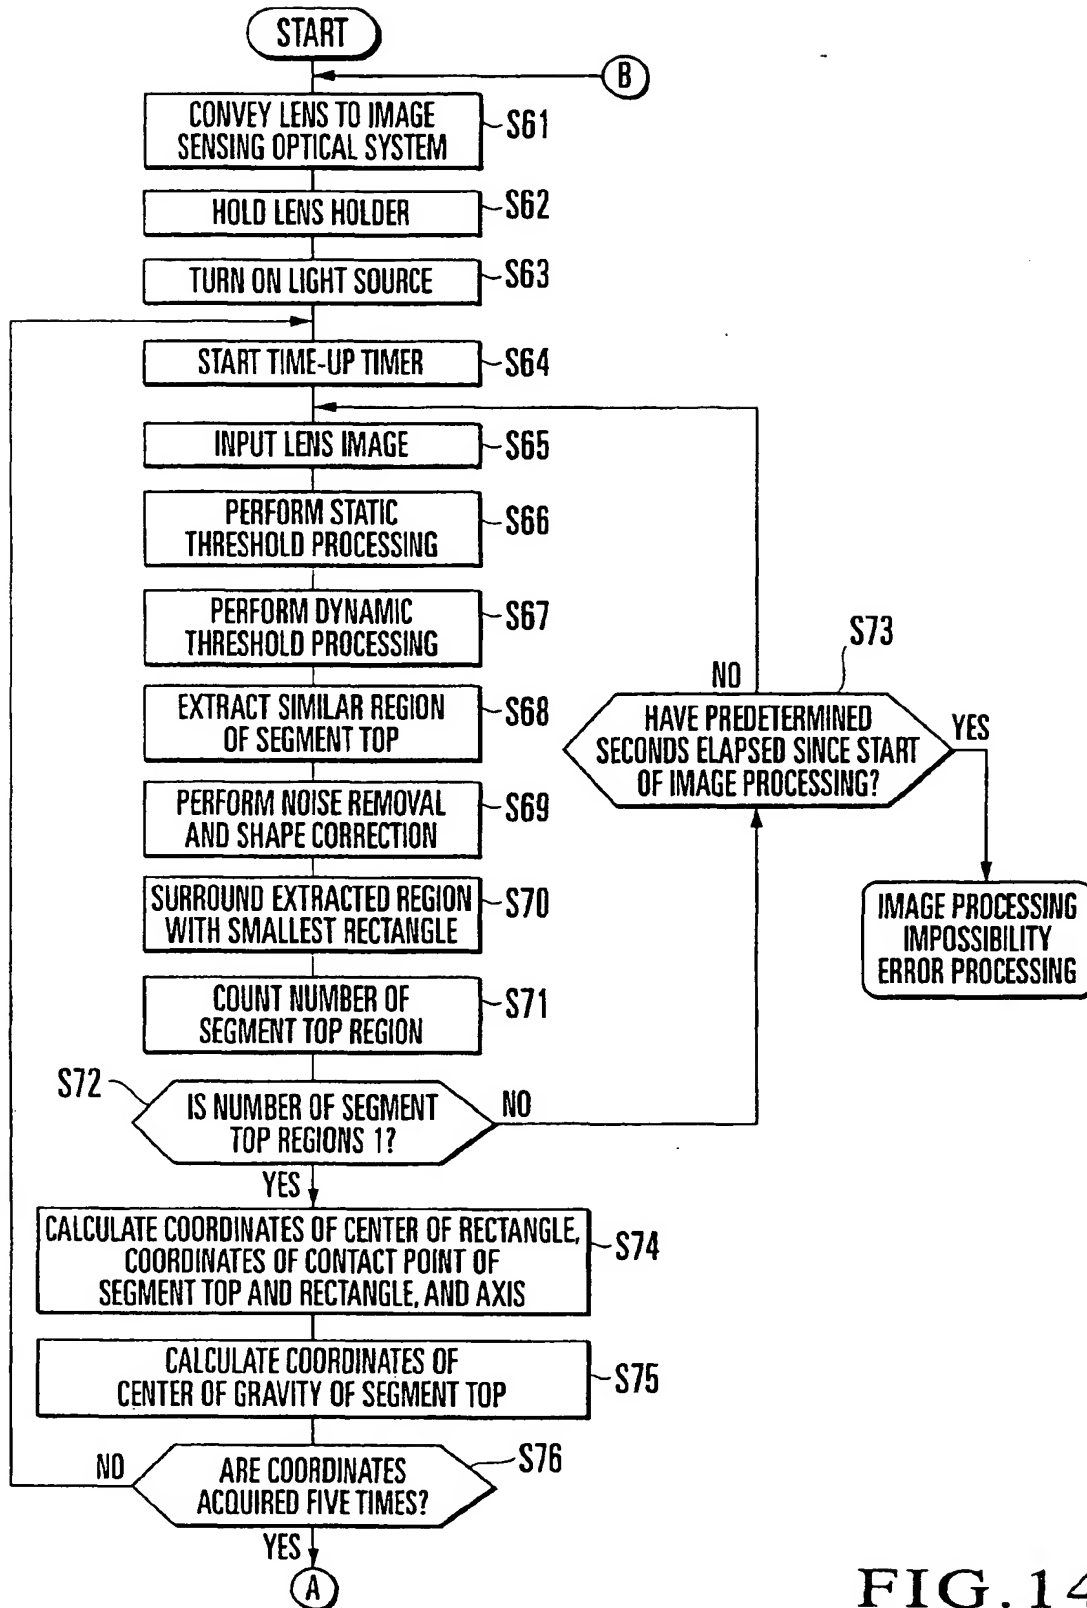 START
B
CONVEY LENS TO IMAGE
SENSING OPTICAL SYSTEM
S61
HOLD LENS HOLDER
S62
TURN ON LIGHT SOURCE
S63
START TIME-UP TIMER
S64
INPUT LENS IMAGE
S65
PERFORM STATIC
THRESHOLD PROCESSING
S66
PERFORM DYNAMIC
THRESHOLD PROCESSING
S67
EXTRACT SIMILAR REGION
OF SEGMENT TOP
S68
PERFORM NOISE REMOVAL
AND SHAPE CORRECTION
S69
SURROUND EXTRACTED REGION
WITH SMALLEST RECTANGLE
S70
COUNT NUMBER OF
SEGMENT TOP REGION
S71
S72
IS NUMBER OF SEGMENT
TOP REGIONS 1?
NO
YES
S73
NO
HAVE PREDETERMINED
SECONDS ELAPSED SINCE START
OF IMAGE PROCESSING?
YES
IMAGE PROCESSING
IMPOSSIBILITY
ERROR PROCESSING
CALCULATE COORDINATES OF CENTER OF RECTANGLE,
COORDINATES OF CONTACT POINT OF
SEGMENT TOP AND RECTANGLE, AND AXIS
S74
CALCULATE COORDINATES OF
CENTER OF GRAVITY OF SEGMENT TOP
S75
NO
ARE COORDINATES
ACQUIRED FIVE TIMES?
S76
YES
A
FIG.14